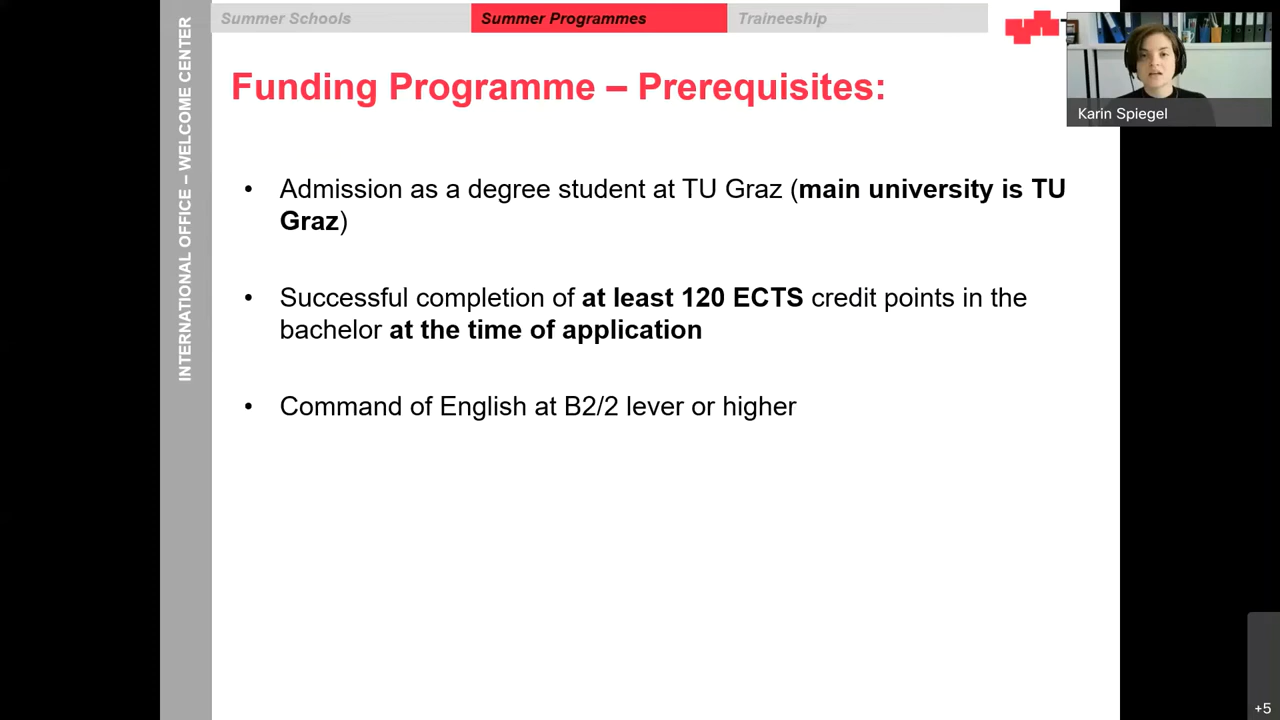 Summer Schools
Summer Programmes
Traineeship
INTERNATIONAL OFFICE – WELCOME CENTER
Karin Spiegel
Funding Programme – Prerequisites:
• Admission as a degree student at TU Graz (main university is TU
Graz)
• Successful completion of at least 120 ECTS credit points in the
bachelor at the time of application
• Command of English at B2/2 lever or higher
+5